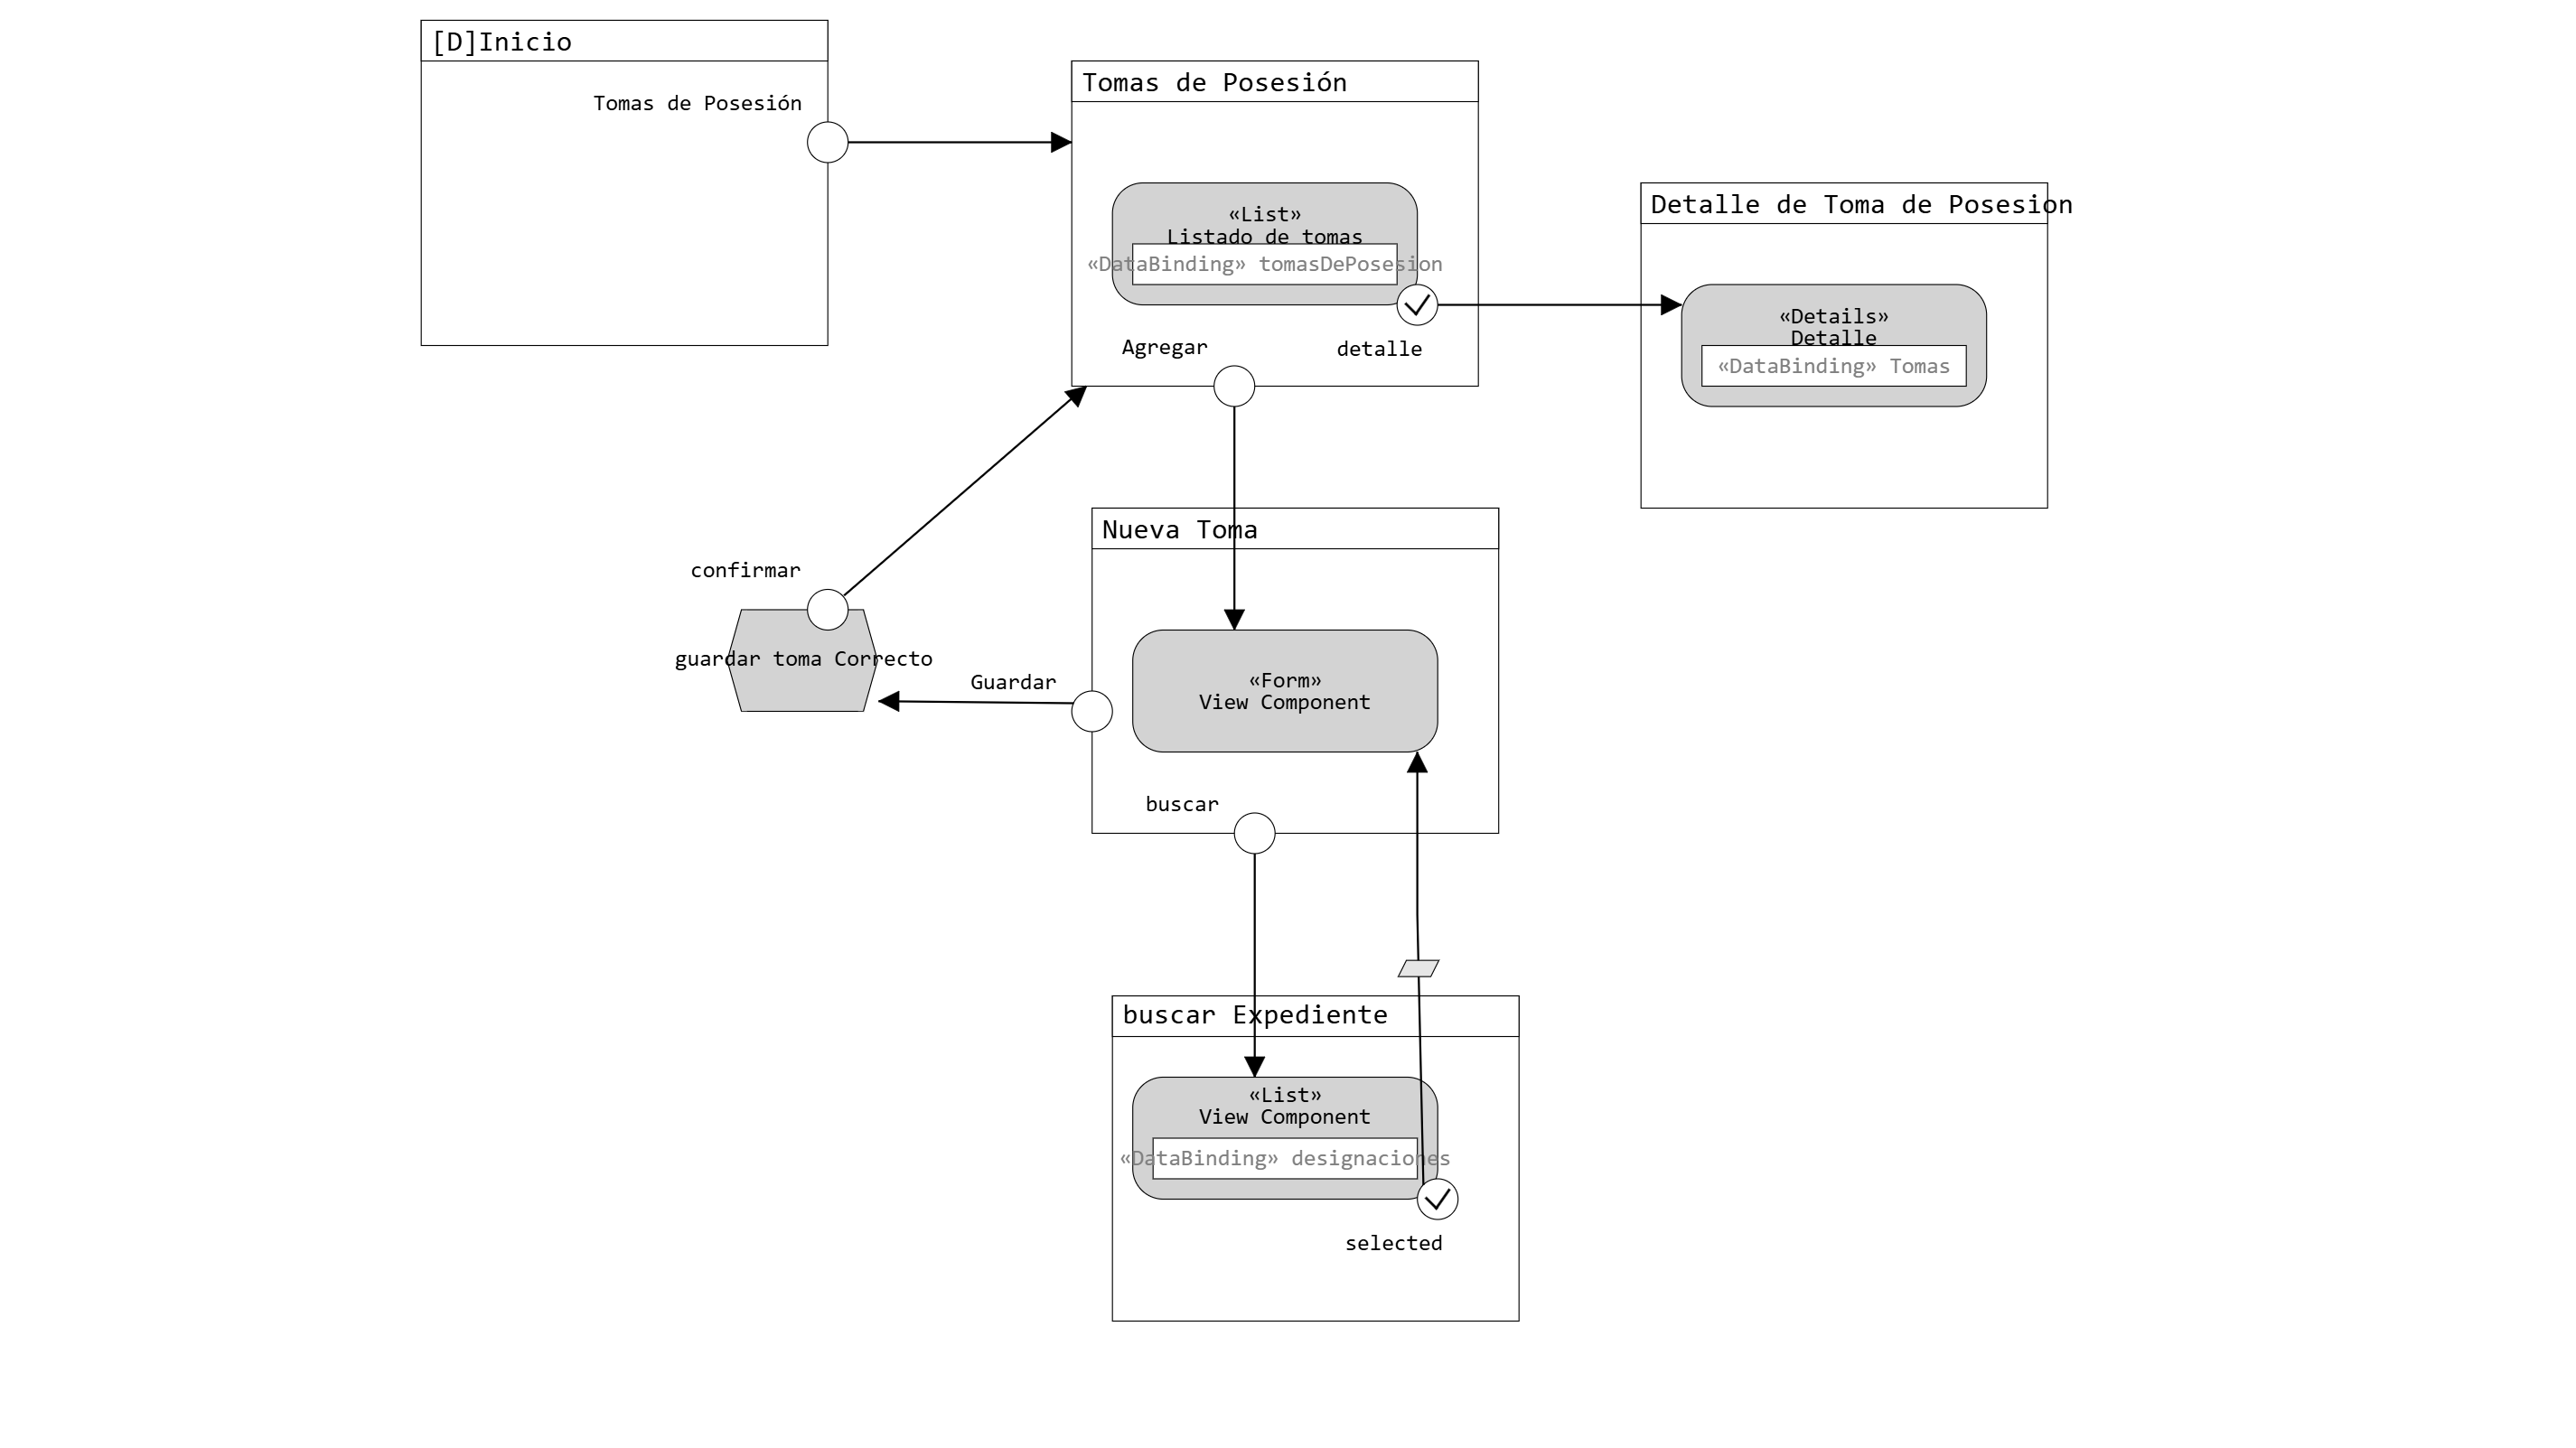 [D]Inicio
Tomas de Posesión
Tomas de Posesión
«List»
Listado de tomas
«DataBinding» tomasDePosesion
Agregar
detalle
Detalle de Toma de Posesion
«Details»
Detalle
«DataBinding» Tomas
Nueva Toma
confirmar
guardar toma Correcto
Guardar
«Form»
View Component
buscar
buscar Expediente
«List»
View Component
«DataBinding» designaciones
selected